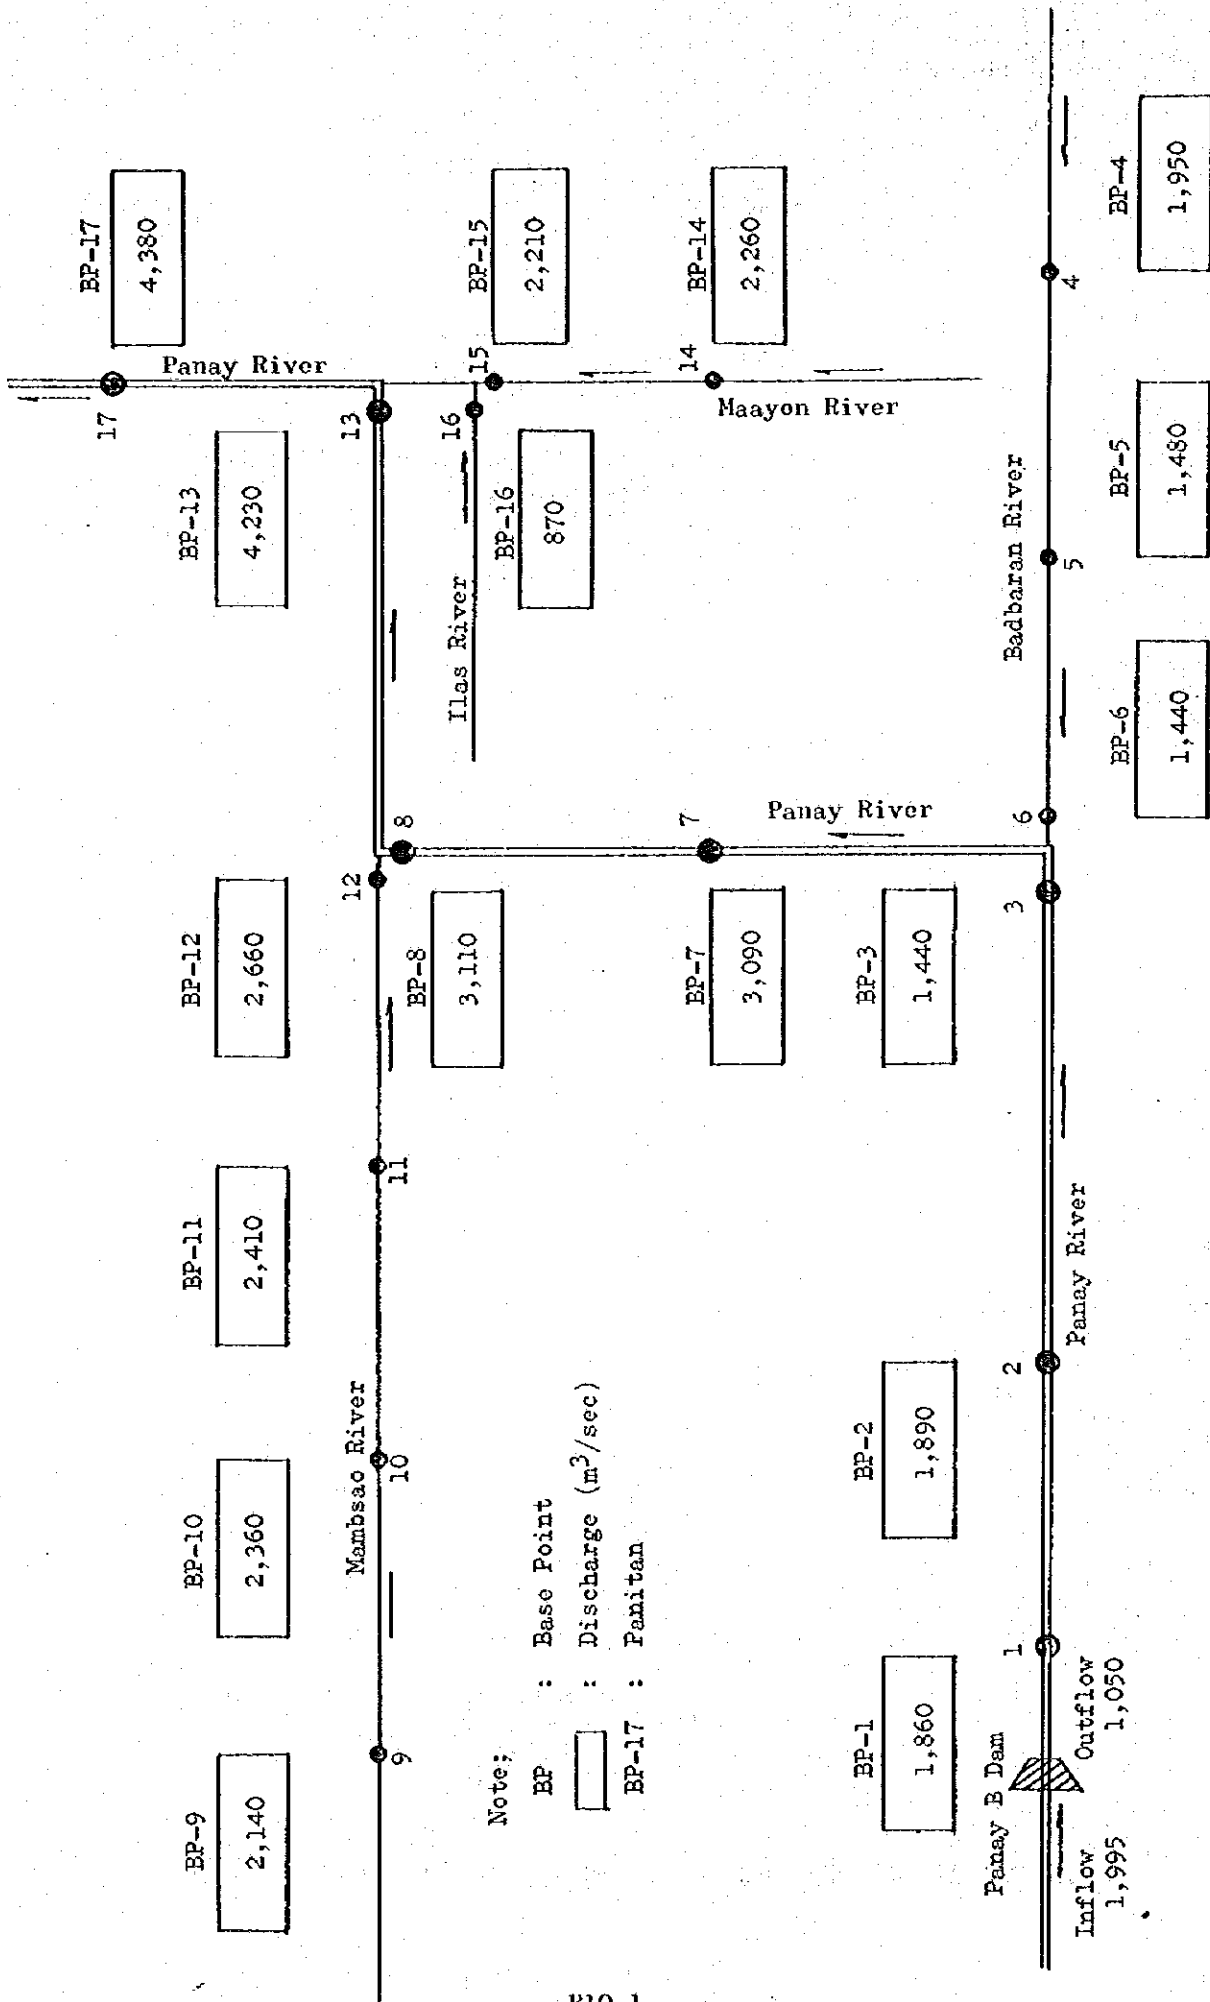 BP-17
4,380
Panay River
17
BP-15
2,210
15
BP-14
2,260
14
Maayon River
13
16
BP-13
4,230
BP-16
870
Ilas River
BP-4
1,950
4
BP-5
1,480
5
Badbaran River
BP-6
1,440
6
Panay River
8
7
12
3
BP-12
2,660
BP-8
3,110
BP-7
3,090
BP-3
1,440
BP-11
2,410
11
Panay River
2
BP-10
2,360
Mambsao River
10
BP-2
1,890
BP-9
2,140
9
Note;
BP : Base Point
: Discharge (m³/sec)
BP-17 : Panitan
BP-1
1,860
1
Panay B Dam
Outflow
1,050
Inflow
1,995